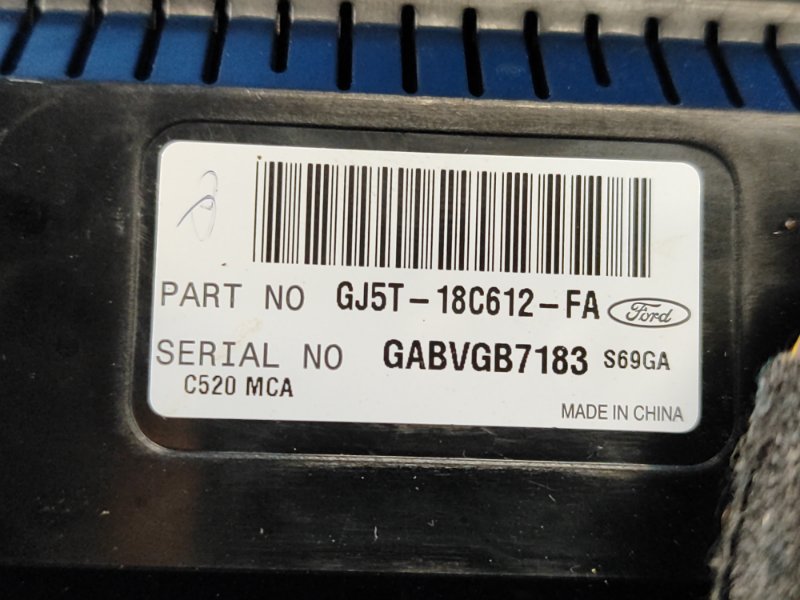 PART NO GJ5T-18C612-FA Ford
SERIAL NO GABVGB7183 S69GA
C520 MCA
MADE IN CHINA